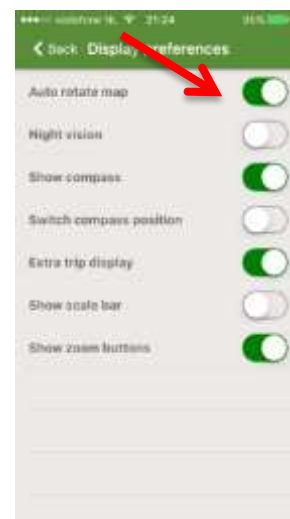 vodafone NL 21:24
Back Display Preferences
Auto rotate map
Night vision
Show compass
Switch compass position
Extra trip display
Show scale bar
Show zoom buttons